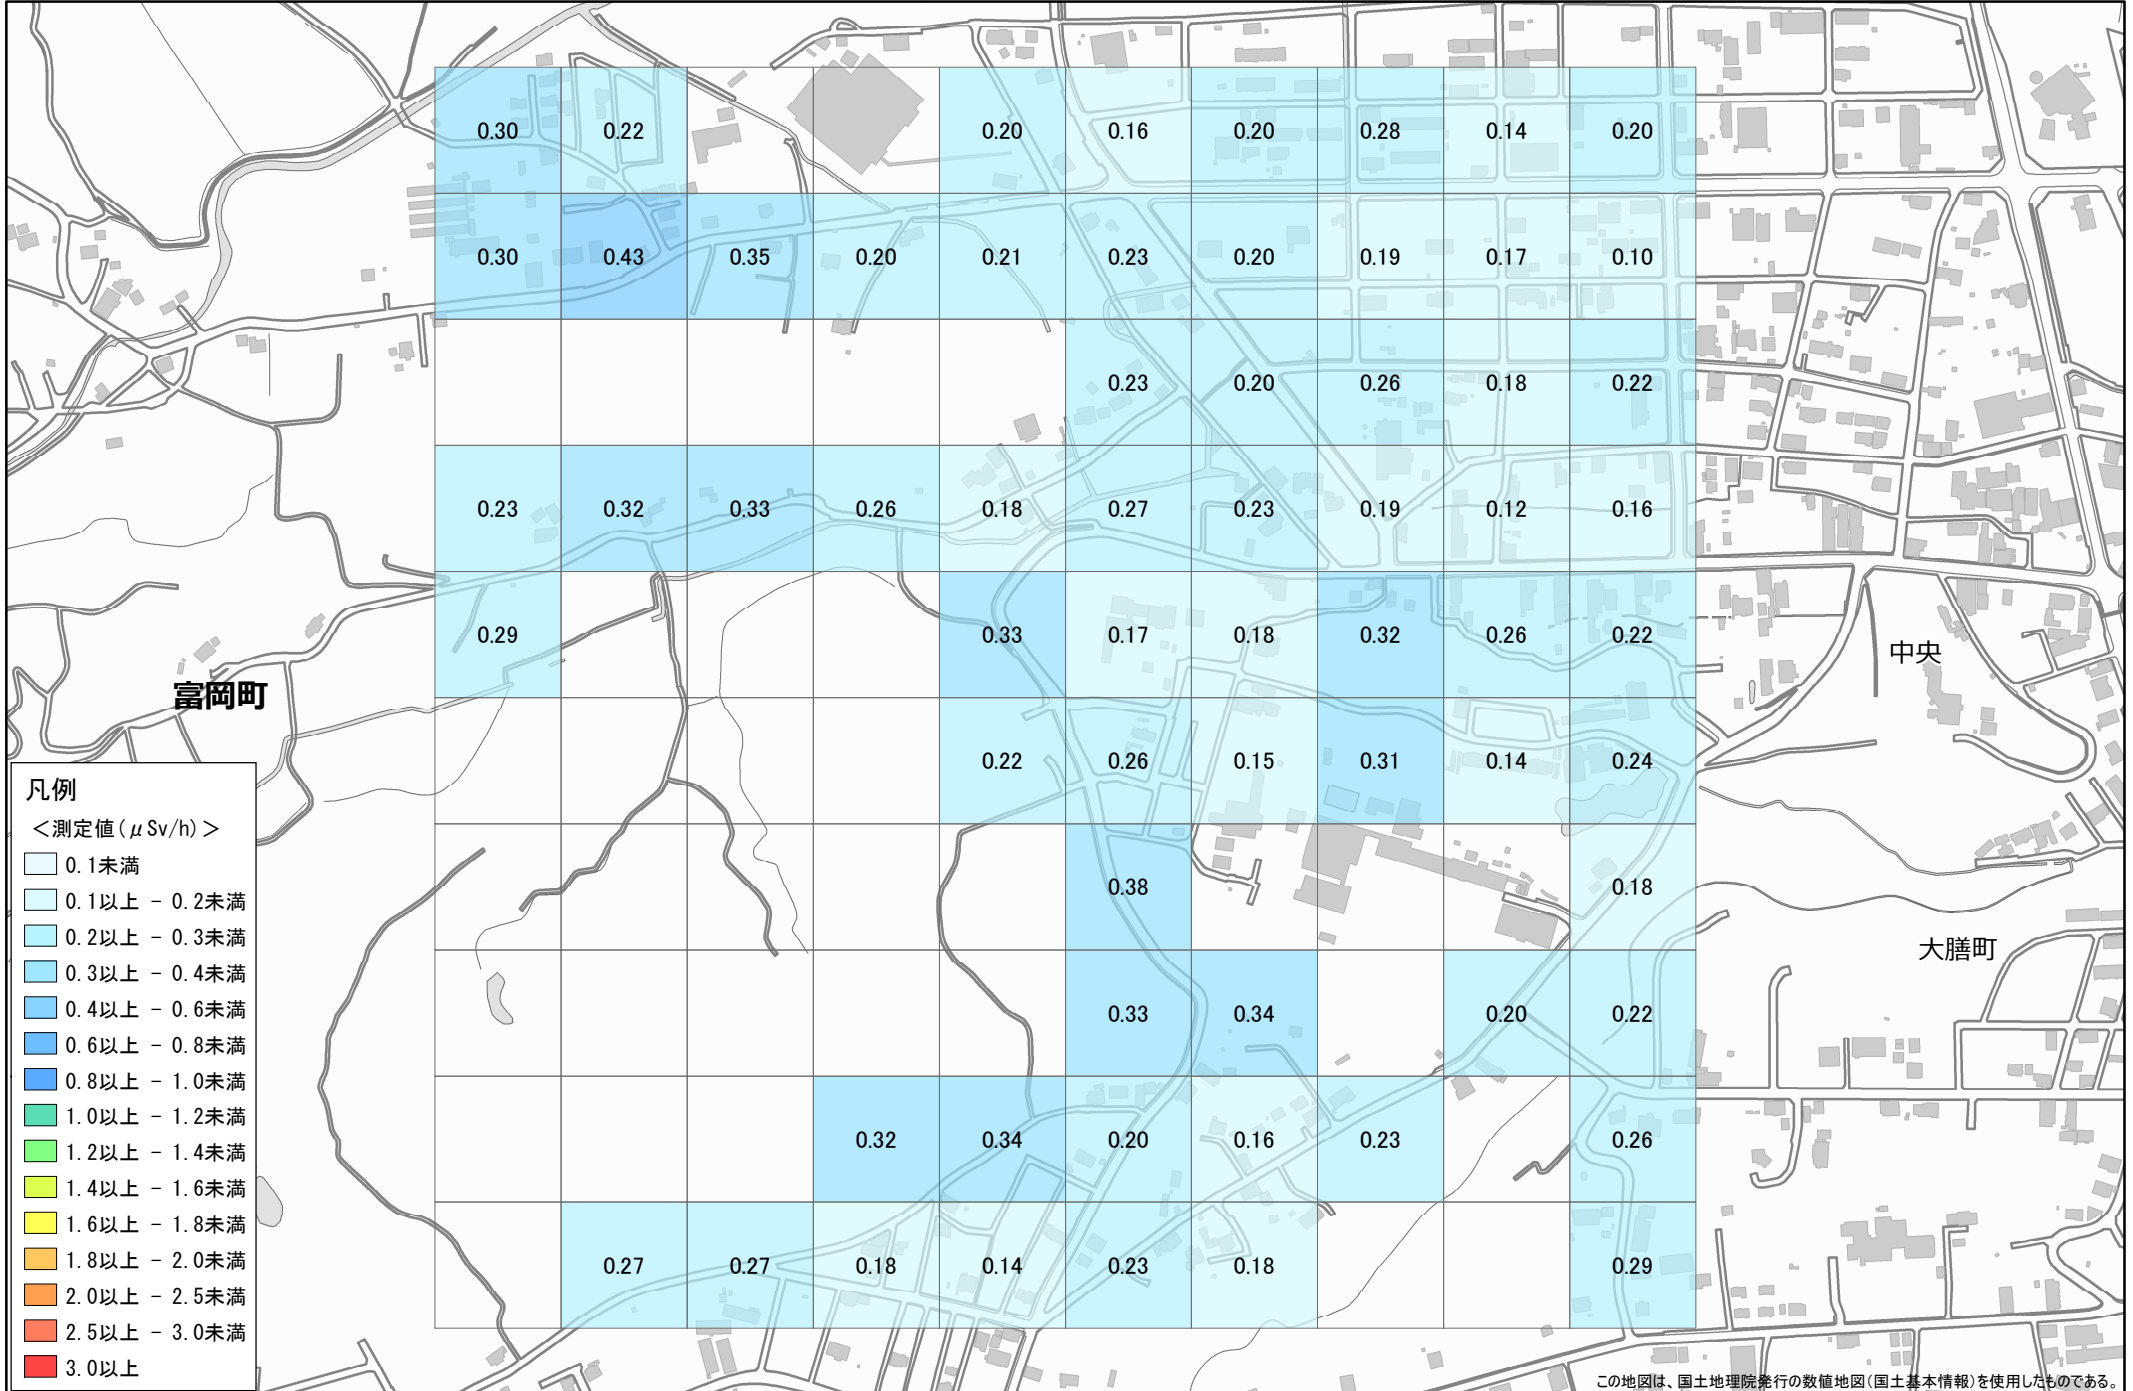 0.30 0.22 0.20 0.16 0.20 0.28 0.14 0.20
0.30 0.43 0.35 0.20 0.21 0.23 0.20 0.19 0.17 0.10
0.23 0.20 0.26 0.18 0.22
0.23 0.32 0.33 0.26 0.18 0.27 0.23 0.19 0.12 0.16
0.29 0.33 0.17 0.18 0.32 0.26 0.22
中央
富岡町
0.22 0.26 0.15 0.31 0.14 0.24
0.38 0.18
大膳町
0.33 0.34 0.20 0.22
0.32 0.34 0.20 0.16 0.23 0.26
0.27 0.27 0.18 0.14 0.23 0.18 0.29
凡例
＜測定値(μSv/h)＞
0.1未満
0.1以上 － 0.2未満
0.2以上 － 0.3未満
0.3以上 － 0.4未満
0.4以上 － 0.6未満
0.6以上 － 0.8未満
0.8以上 － 1.0未満
1.0以上 － 1.2未満
1.2以上 － 1.4未満
1.4以上 － 1.6未満
1.6以上 － 1.8未満
1.8以上 － 2.0未満
2.0以上 － 2.5未満
2.5以上 － 3.0未満
3.0以上
この地図は、国土地理院発行の数値地図(国土基本情報)を使用したものである。